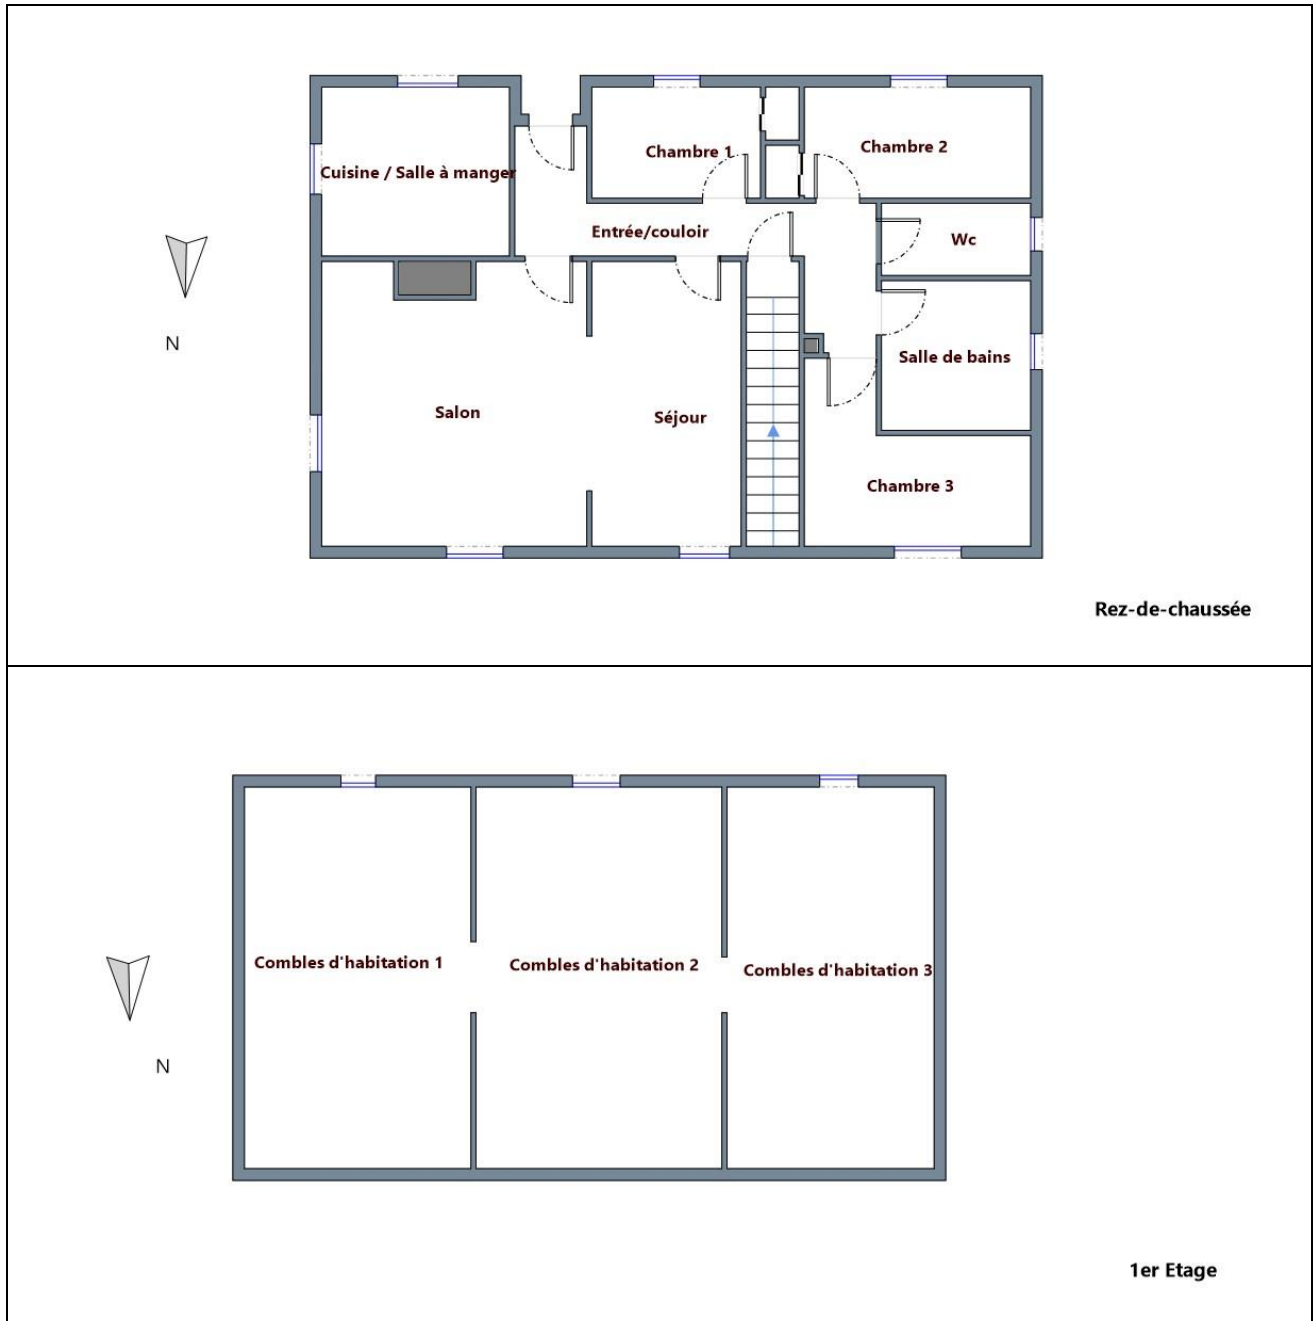 Chambre 1
Chambre 2
Cuisine / Salle à manger
Entrée/couloir
Wc
N
Salle de bains
Salon
Séjour
Chambre 3
Rez-de-chaussée
Combles d'habitation 1
Combles d'habitation 2
Combles d'habitation 3
N
1er Etage